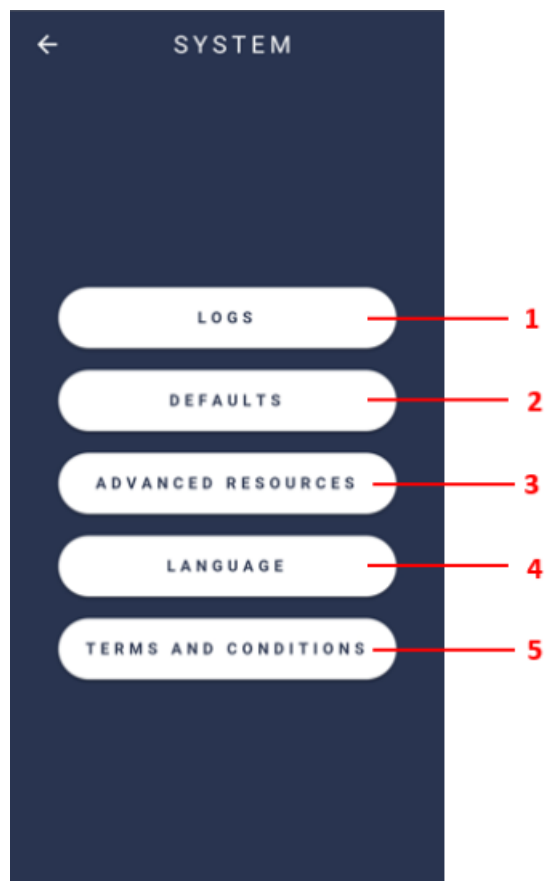 SYSTEM
LOGS
1
DEFAULTS
2
ADVANCED RESOURCES
3
LANGUAGE
4
TERMS AND CONDITIONS
5